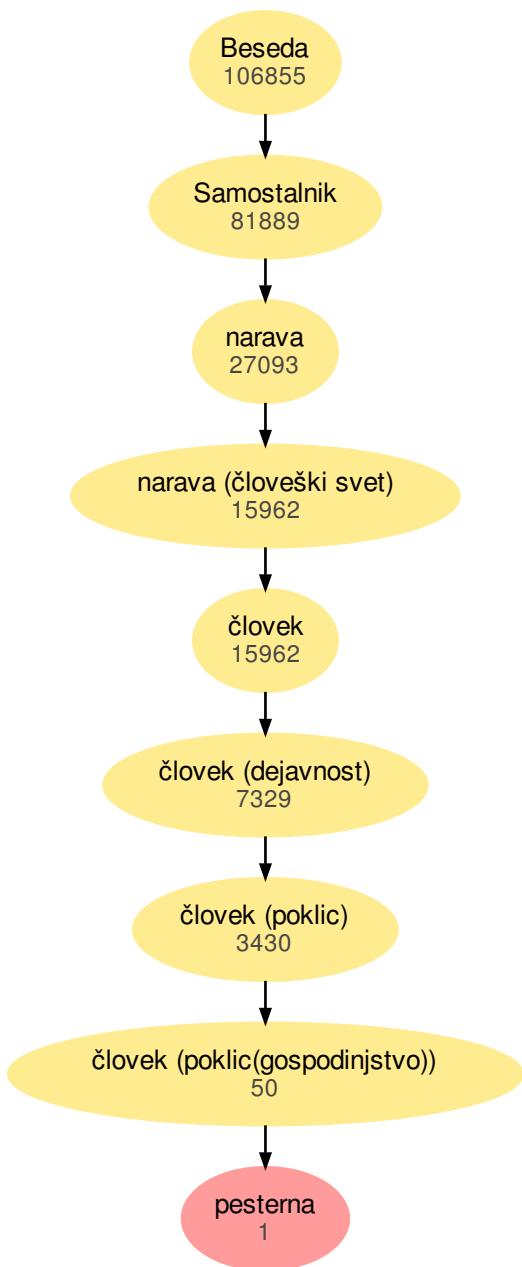 Beseda
106855
Samostalnik
81889
narava
27093
narava (človeški svet)
15962
človek
15962
človek (dejavnost)
7329
človek (poklic)
3430
človek (poklic(gospodinjstvo))
50
pesterna
1